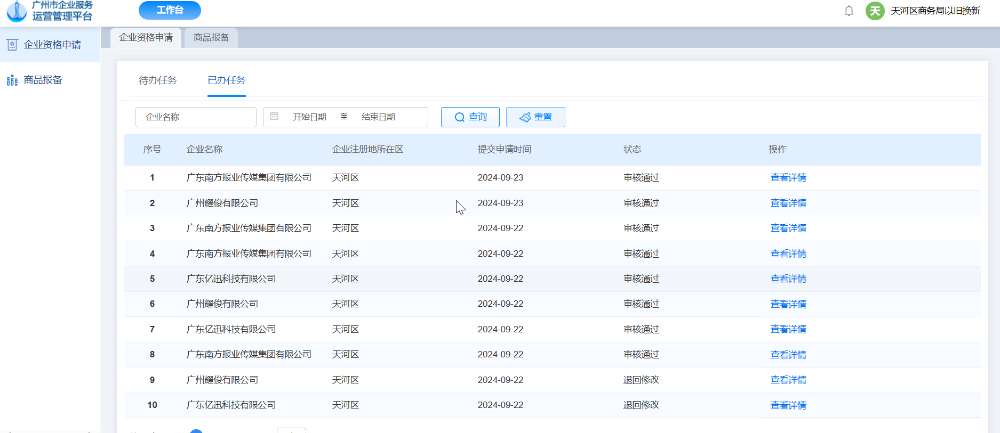 广州市企业服务
运营管理平台
工作台
天 天河区商务局以旧换新
企业资格申请
商品报备
企业资格申请 商品报备
待办任务 已办任务
企业名称 开始日期 至 结束日期 查询 重置
序号 企业名称 企业注册地所在区 提交申请时间 状态 操作
1 广东南方报业传媒集团有限公司 天河区 2024-09-23 审核通过 查看详情
2 广州耀俊有限公司 天河区 2024-09-23 审核通过 查看详情
3 广东南方报业传媒集团有限公司 天河区 2024-09-22 审核通过 查看详情
4 广东南方报业传媒集团有限公司 天河区 2024-09-22 审核通过 查看详情
5 广东亿迅科技有限公司 天河区 2024-09-22 审核通过 查看详情
6 广州耀俊有限公司 天河区 2024-09-22 审核通过 查看详情
7 广东亿迅科技有限公司 天河区 2024-09-22 审核通过 查看详情
8 广东南方报业传媒集团有限公司 天河区 2024-09-22 审核通过 查看详情
9 广州耀俊有限公司 天河区 2024-09-22 退回修改 查看详情
10 广东亿迅科技有限公司 天河区 2024-09-22 退回修改 查看详情